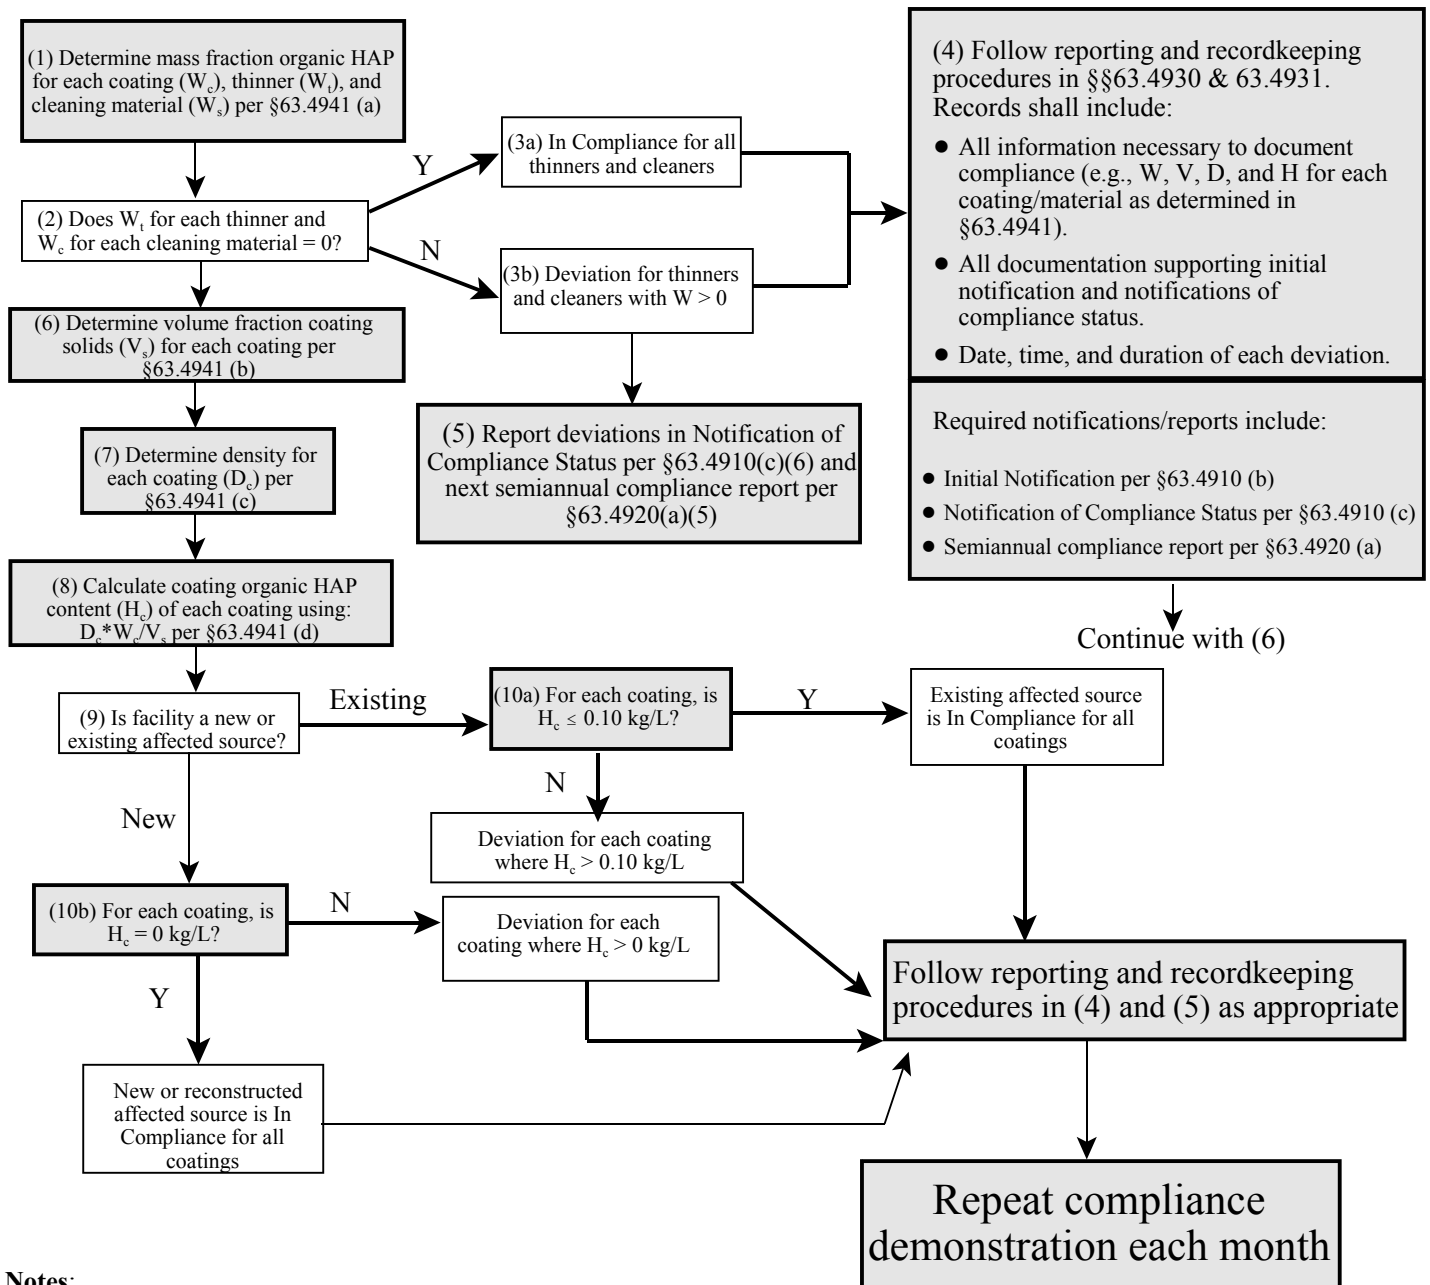 (1) Determine mass fraction organic HAP
for each coating (Wc), thinner (Wt), and
cleaning material (Ws) per §63.4941 (a)
(2) Does Wt for each thinner and
Wc for each cleaning material = 0?
Y
N
(3a) In Compliance for all
thinners and cleaners
(3b) Deviation for thinners
and cleaners with W > 0
(4) Follow reporting and recordkeeping
procedures in §§63.4930 & 63.4931.
Records shall include:
● All information necessary to document
compliance (e.g., W, V, D, and H for each
coating/material as determined in
§63.4941).
● All documentation supporting initial
notification and notifications of
compliance status.
● Date, time, and duration of each deviation.
Required notifications/reports include:
● Initial Notification per §63.4910 (b)
● Notification of Compliance Status per §63.4910 (c)
● Semiannual compliance report per §63.4920 (a)
Continue with (6)
(5) Report deviations in Notification of
Compliance Status per §63.4910(c)(6) and
next semiannual compliance report per
§63.4920(a)(5)
(6) Determine volume fraction coating
solids (Vs) for each coating per
§63.4941 (b)
(7) Determine density for
each coating (Dc) per
§63.4941 (c)
(8) Calculate coating organic HAP
content (Hc) of each coating using:
Dc*Wc/Vs per §63.4941 (d)
(9) Is facility a new or
existing affected source?
Existing
New
(10a) For each coating, is
Hc ≤ 0.10 kg/L?
Y
N
Existing affected source
is In Compliance for all
coatings
Deviation for each coating
where Hc > 0.10 kg/L
(10b) For each coating, is
Hc = 0 kg/L?
N
Y
Deviation for each
coating where Hc > 0 kg/L
New or reconstructed
affected source is In
Compliance for all
coatings
Follow reporting and recordkeeping
procedures in (4) and (5) as appropriate
Repeat compliance
demonstration each month
Notes: